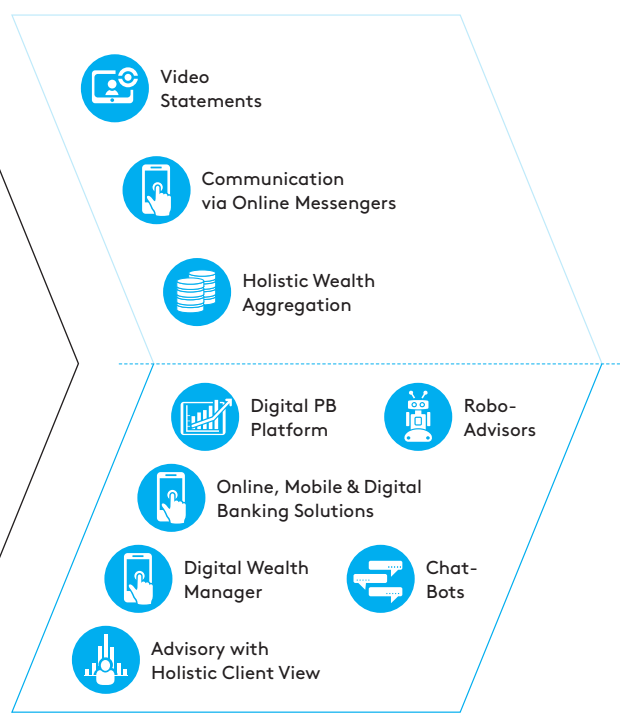 Video
Statements
Communication
via Online Messengers
Holistic Wealth
Aggregation
Digital PB
Platform
Robo-
Advisors
Online, Mobile & Digital
Banking Solutions
Digital Wealth
Manager
Chat-
Bots
Advisory with
Holistic Client View